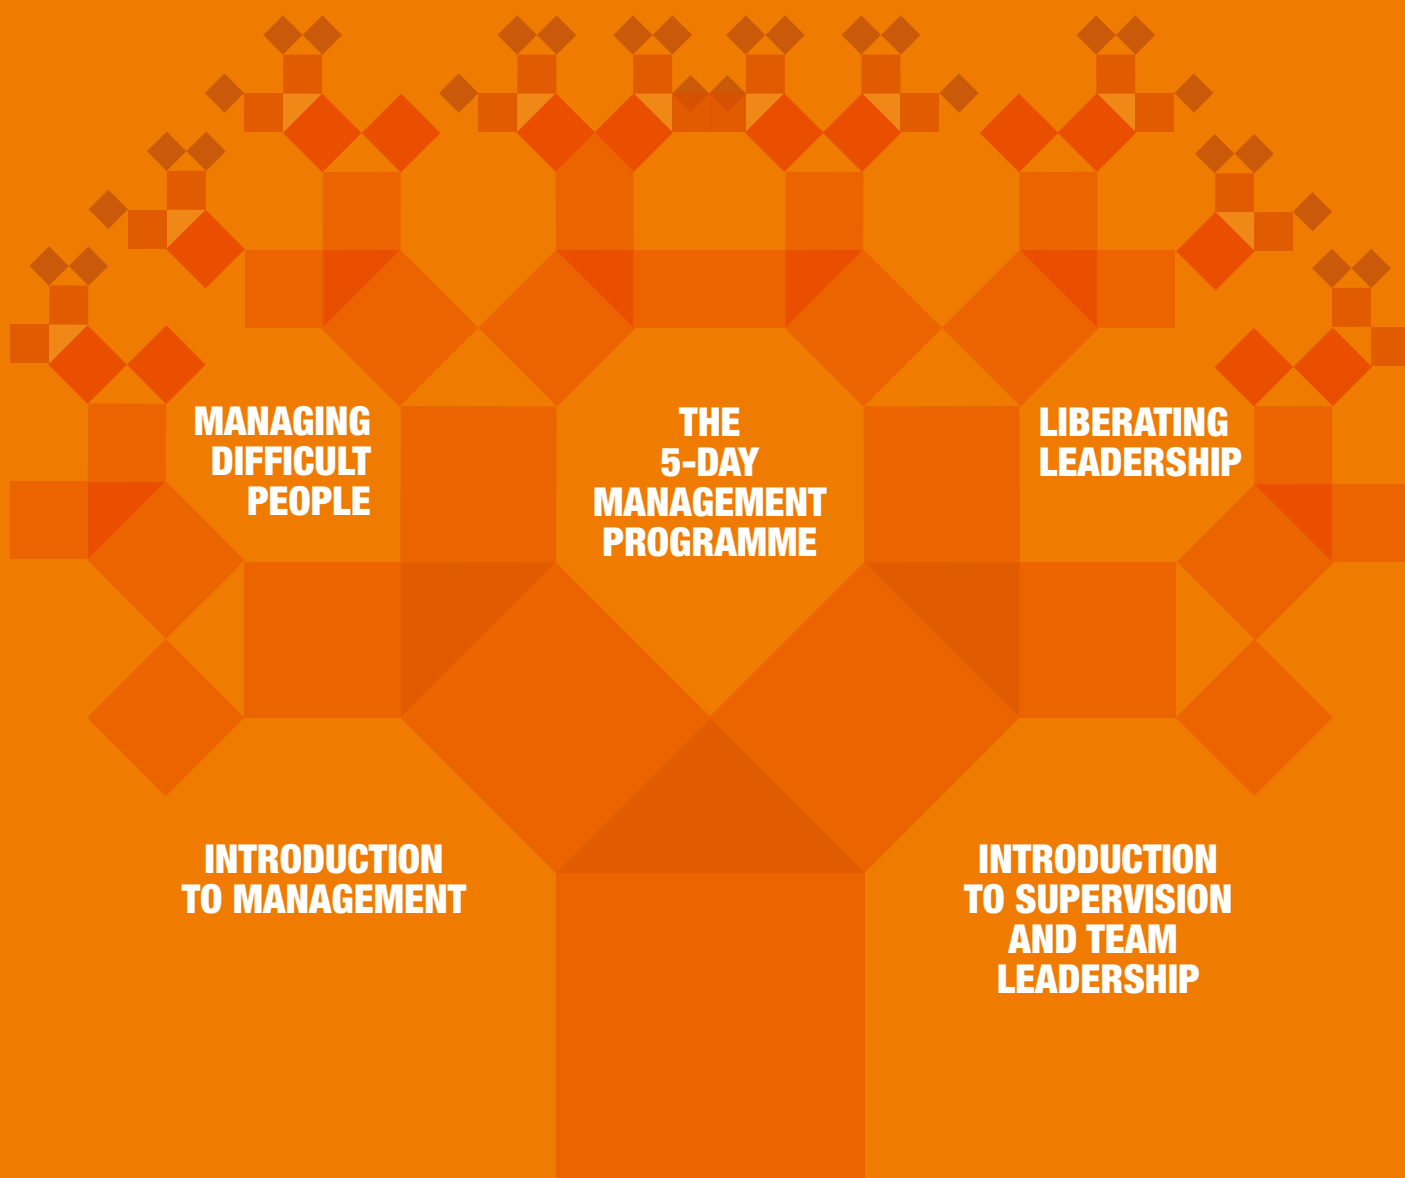 MANAGING
DIFFICULT
PEOPLE
THE
5-DAY
MANAGEMENT
PROGRAMME
LIBERATING
LEADERSHIP
INTRODUCTION
TO MANAGEMENT
INTRODUCTION
TO SUPERVISION
AND TEAM
LEADERSHIP